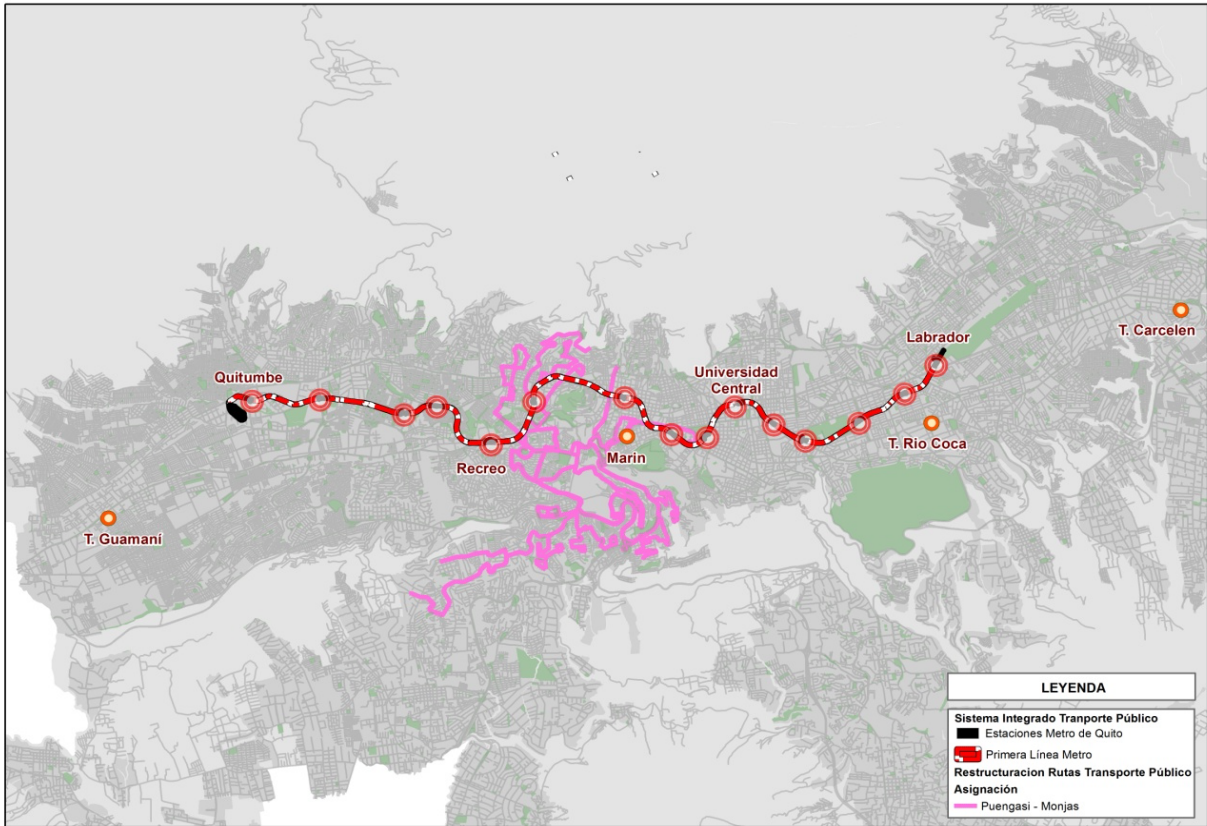 T. Carcelen
Labrador
Universidad
Central
Quitumbe
T. Rio Coca
Marin
Recreo
T. Guamaní
LEYENDA
Sistema Integrado Tranporte Público
Estaciones Metro de Quito
Primera Línea Metro
Restructuracion Rutas Transporte Público
Asignación
Puengasi - Monjas